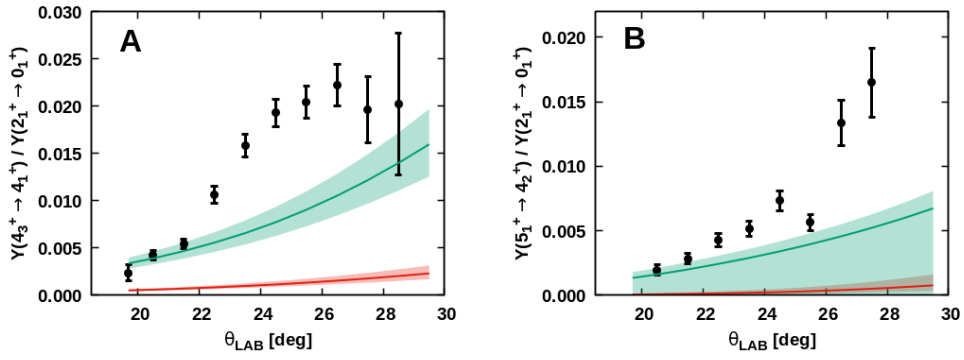 A
Y(4₃⁺ → 4₁⁺) / Y(2₁⁺ → 0₁⁺)
0.030
0.025
0.020
0.015
0.010
0.005
0.000
20 22 24 26 28 30
θLAB [deg]
B
Y(5₁⁺ → 4₂⁺) / Y(2₁⁺ → 0₁⁺)
0.020
0.015
0.010
0.005
0.000
20 22 24 26 28 30
θLAB [deg]